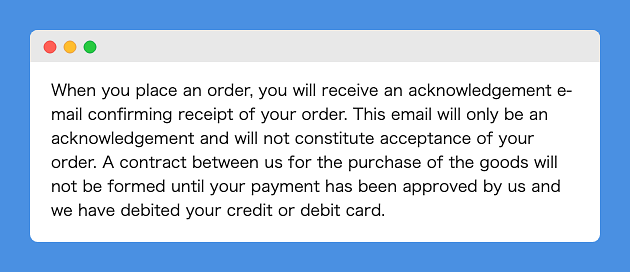 When you place an order, you will receive an acknowledgement e-
mail confirming receipt of your order. This email will only be an
acknowledgement and will not constitute acceptance of your
order. A contract between us for the purchase of the goods will
not be formed until your payment has been approved by us and
we have debited your credit or debit card.